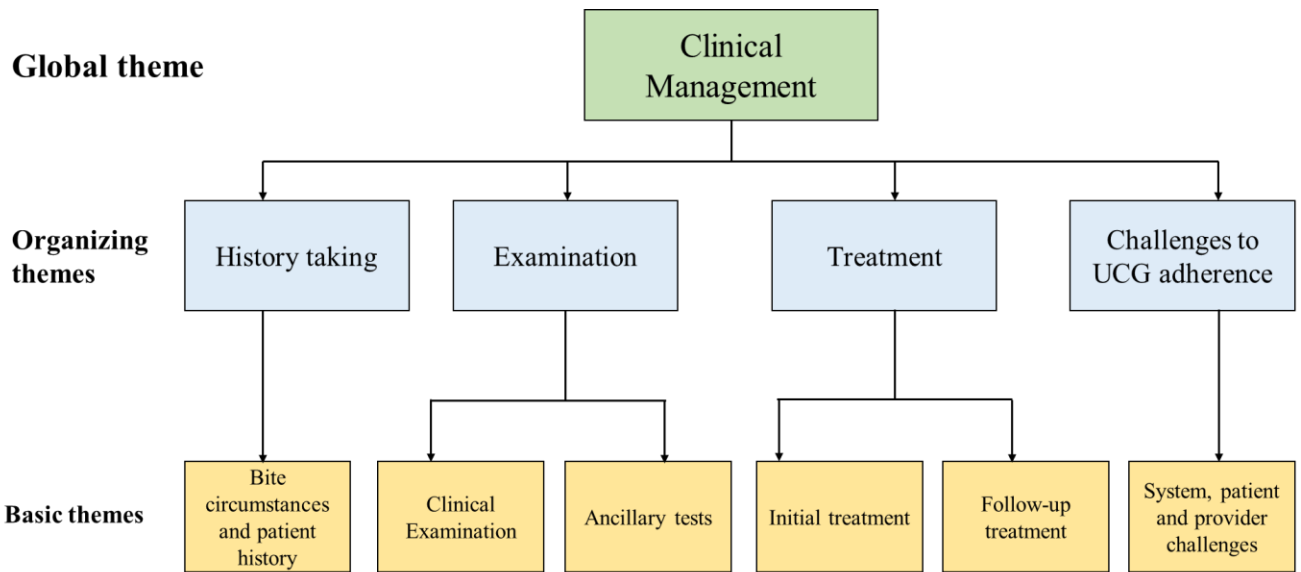 Clinical
Management
Global theme
Organizing
themes
History taking
Examination
Treatment
Challenges to
UCG adherence
Basic themes
Bite
circumstances
and patient
history
Clinical
Examination
Ancillary tests
Initial treatment
Follow-up
treatment
System, patient
and provider
challenges